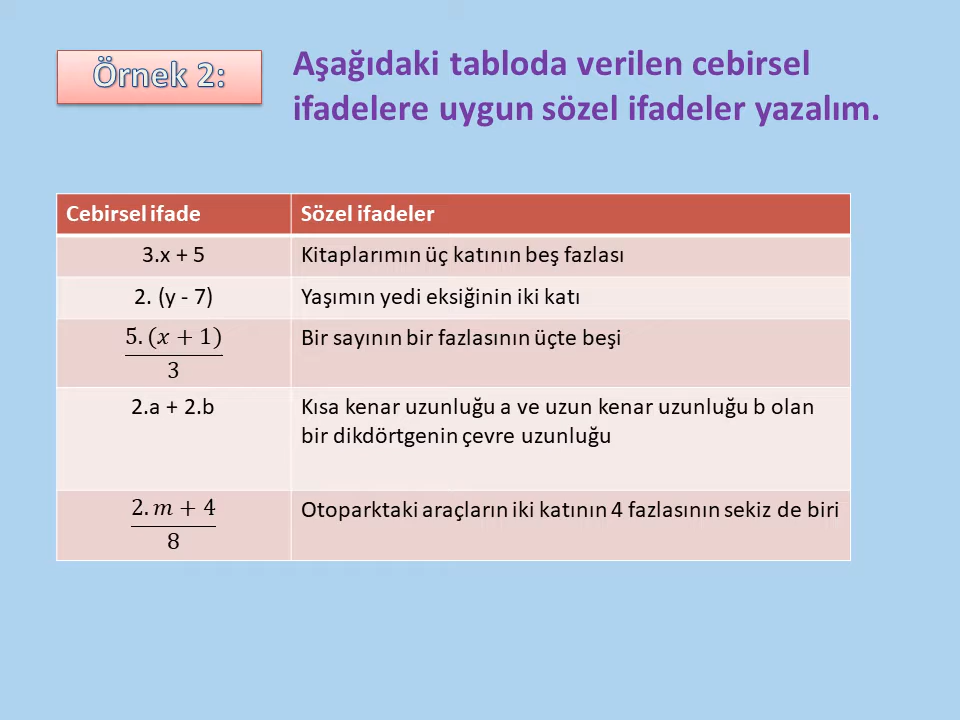 Örnek 2:
Aşağıdaki tabloda verilen cebirsel
ifadelere uygun sözel ifadeler yazalım.
Cebirsel ifade
Sözel ifadeler
3.x + 5
Kitaplarımın üç katının beş fazlası
2. (y - 7)
Yaşımın yedi eksiğinin iki katı
5. (x + 1)
3
Bir sayının bir fazlasının üçte beşi
2.a + 2.b
Kısa kenar uzunluğu a ve uzun kenar uzunluğu b olan
bir dikdörtgenin çevre uzunluğu
2. m + 4
8
Otoparktaki araçların iki katının 4 fazlasının sekiz de biri